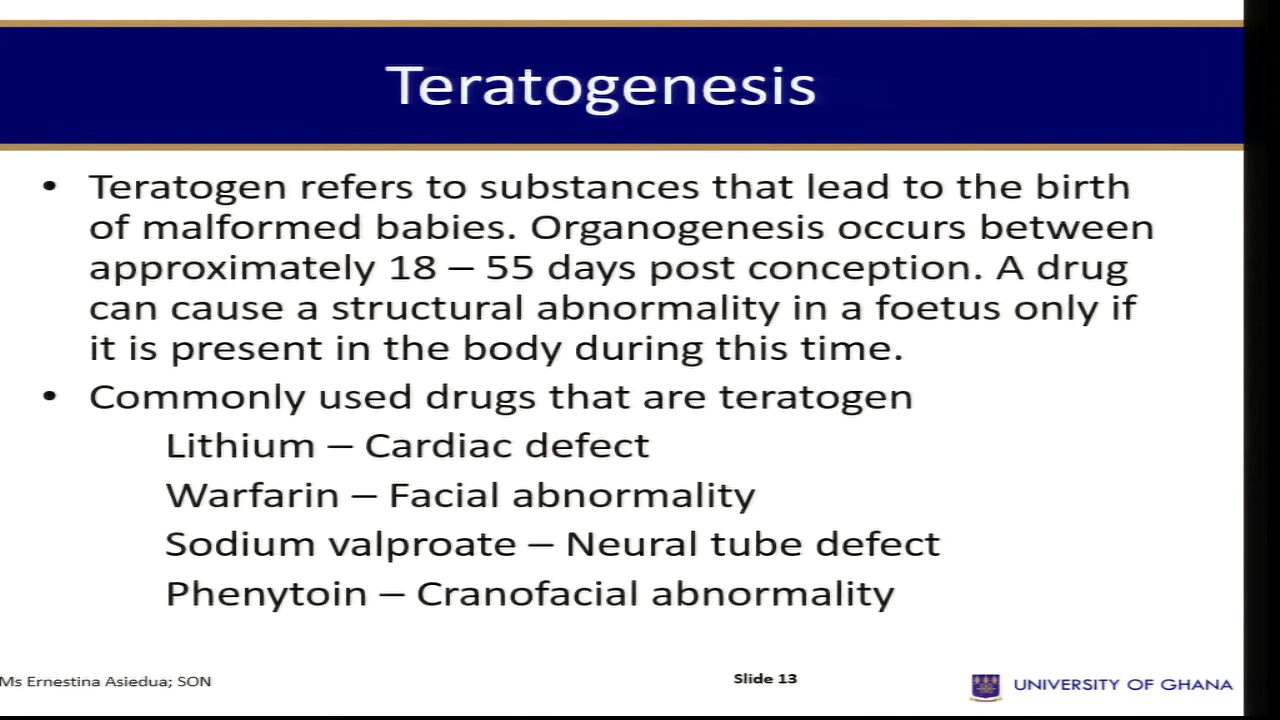 Teratogenesis
• Teratogen refers to substances that lead to the birth
of malformed babies. Organogenesis occurs between
approximately 18 – 55 days post conception. A drug
can cause a structural abnormality in a foetus only if
it is present in the body during this time.
• Commonly used drugs that are teratogen
Lithium – Cardiac defect
Warfarin – Facial abnormality
Sodium valproate – Neural tube defect
Phenytoin – Cranofacial abnormality
Ms Ernestina Asiedua; SON
Slide 13
UNIVERSITY OF GHANA